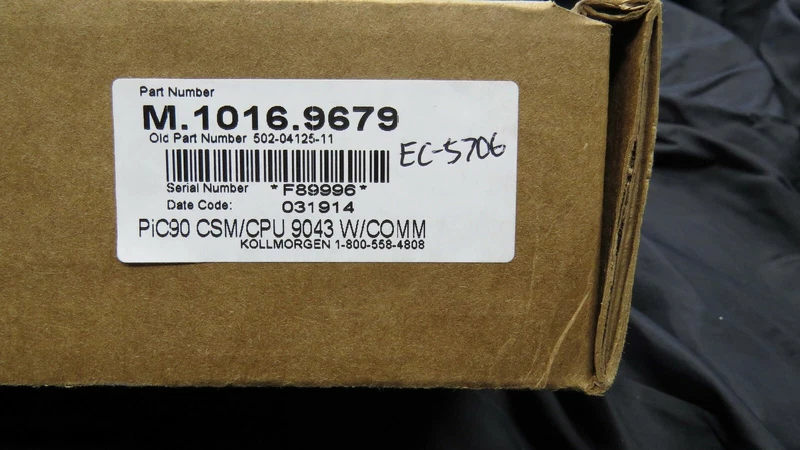 Part Number
M.1016.9679
Old Part Number 502-04125-11
EC-5706
Serial Number *F89996*
Date Code: 031914
PiC90 CSM/CPU 9043 W/COMM
KOLLMORGEN 1-800-558-4808